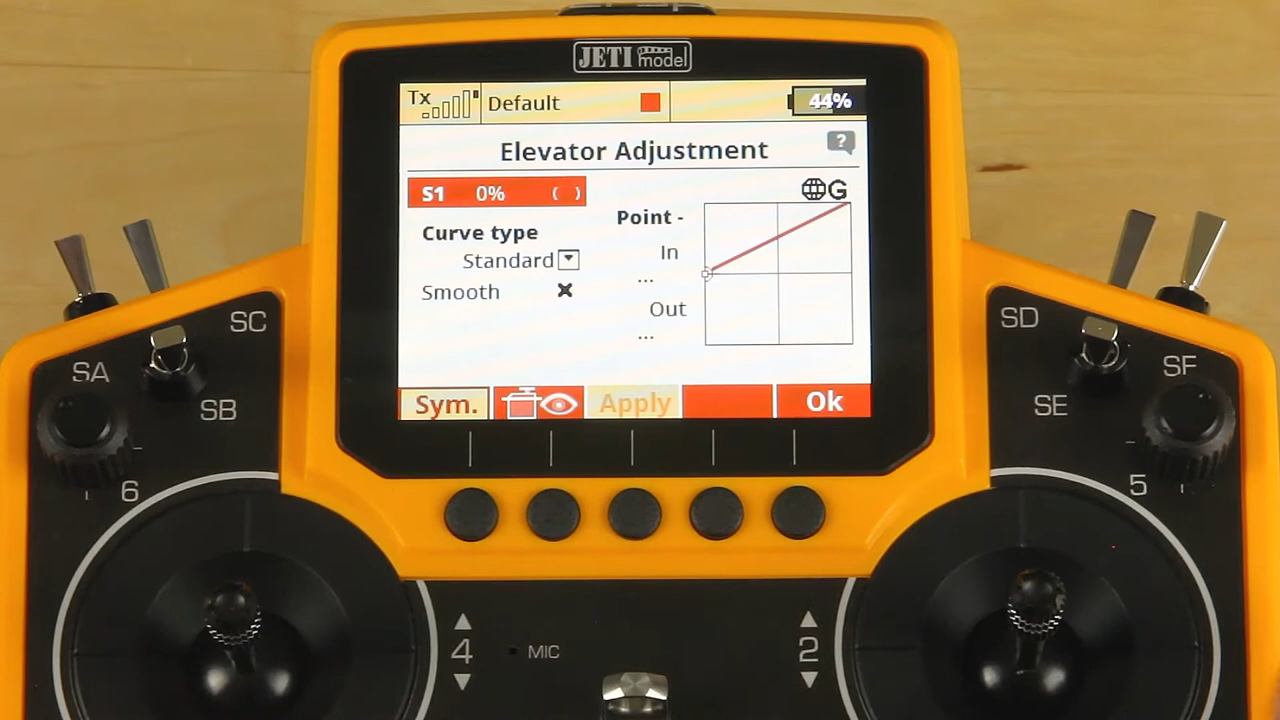 JETI model
Tx Default 44%
Elevator Adjustment ?
S1 0% ( )
G
Point -
Curve type
In
Standard
...
Smooth
Out
...
Sym. Apply Ok
SC SD
SA SF
SB SE
6 5
4 MIC 2